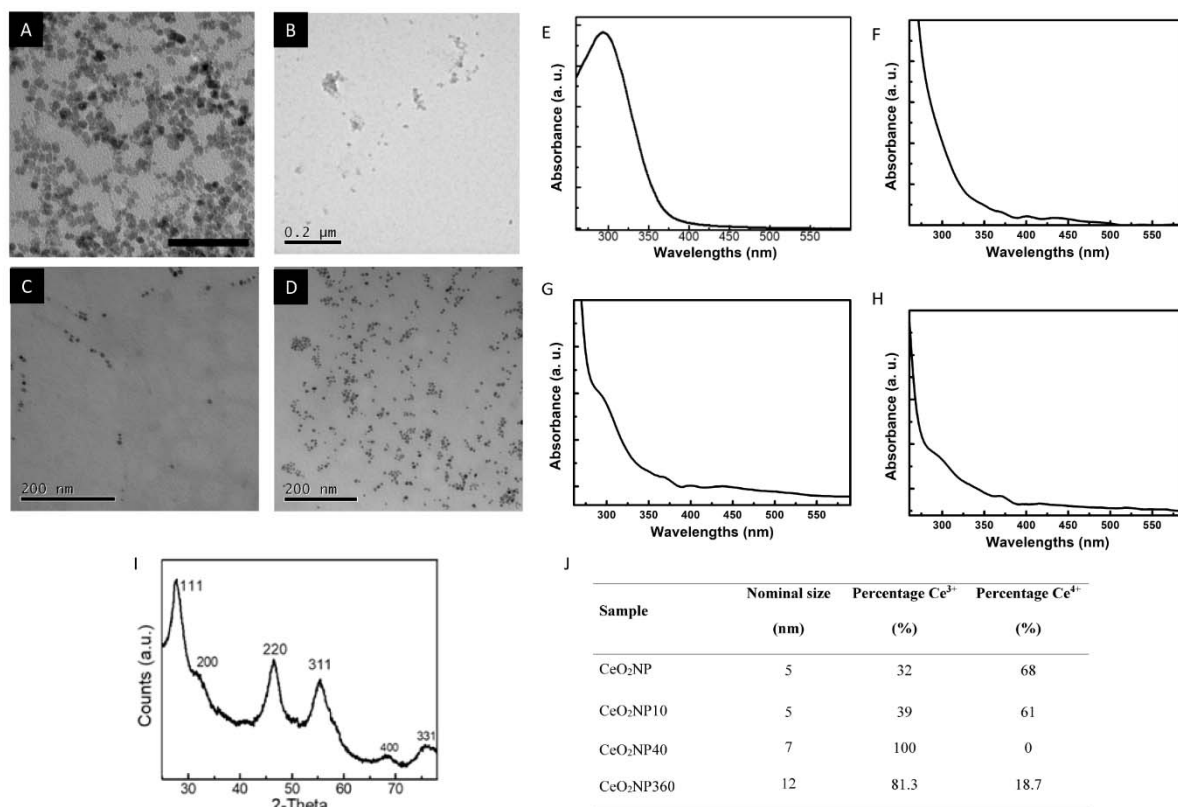 A
B
0.2 µm
C
200 nm
D
200 nm
E
Absorbance (a. u.)
300 350 400 450 500 550
Wavelengths (nm)
F
Absorbance (a. u.)
300 350 400 450 500 550
Wavelengths (nm)
G
Absorbance (a. u.)
300 350 400 450 500 550
Wavelengths (nm)
H
Absorbance (a. u.)
300 350 400 450 500 550
Wavelengths (nm)
I
Counts (a.u.)
111
200
220
311
400
331
30 40 50 60 70
2-Theta
J
Sample Nominal size (nm) Percentage Ce³⁺ (%) Percentage Ce⁴⁺ (%)
CeO₂NP 5 32 68
CeO₂NP10 5 39 61
CeO₂NP40 7 100 0
CeO₂NP360 12 81.3 18.7